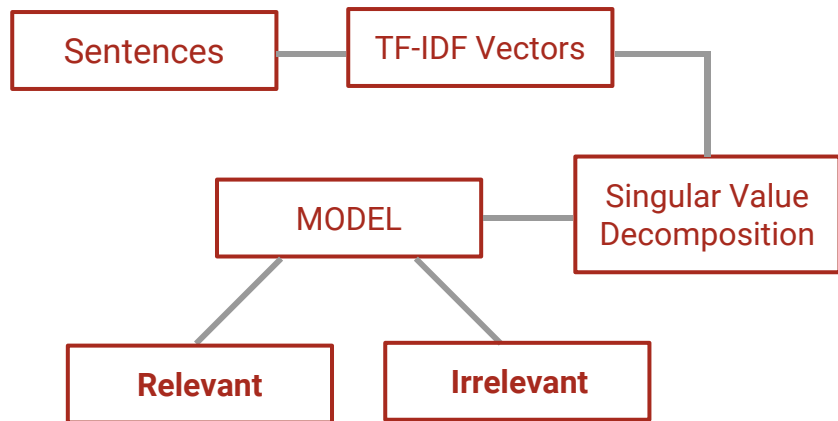 Sentences
TF-IDF Vectors
Singular Value
Decomposition
MODEL
Relevant
Irrelevant